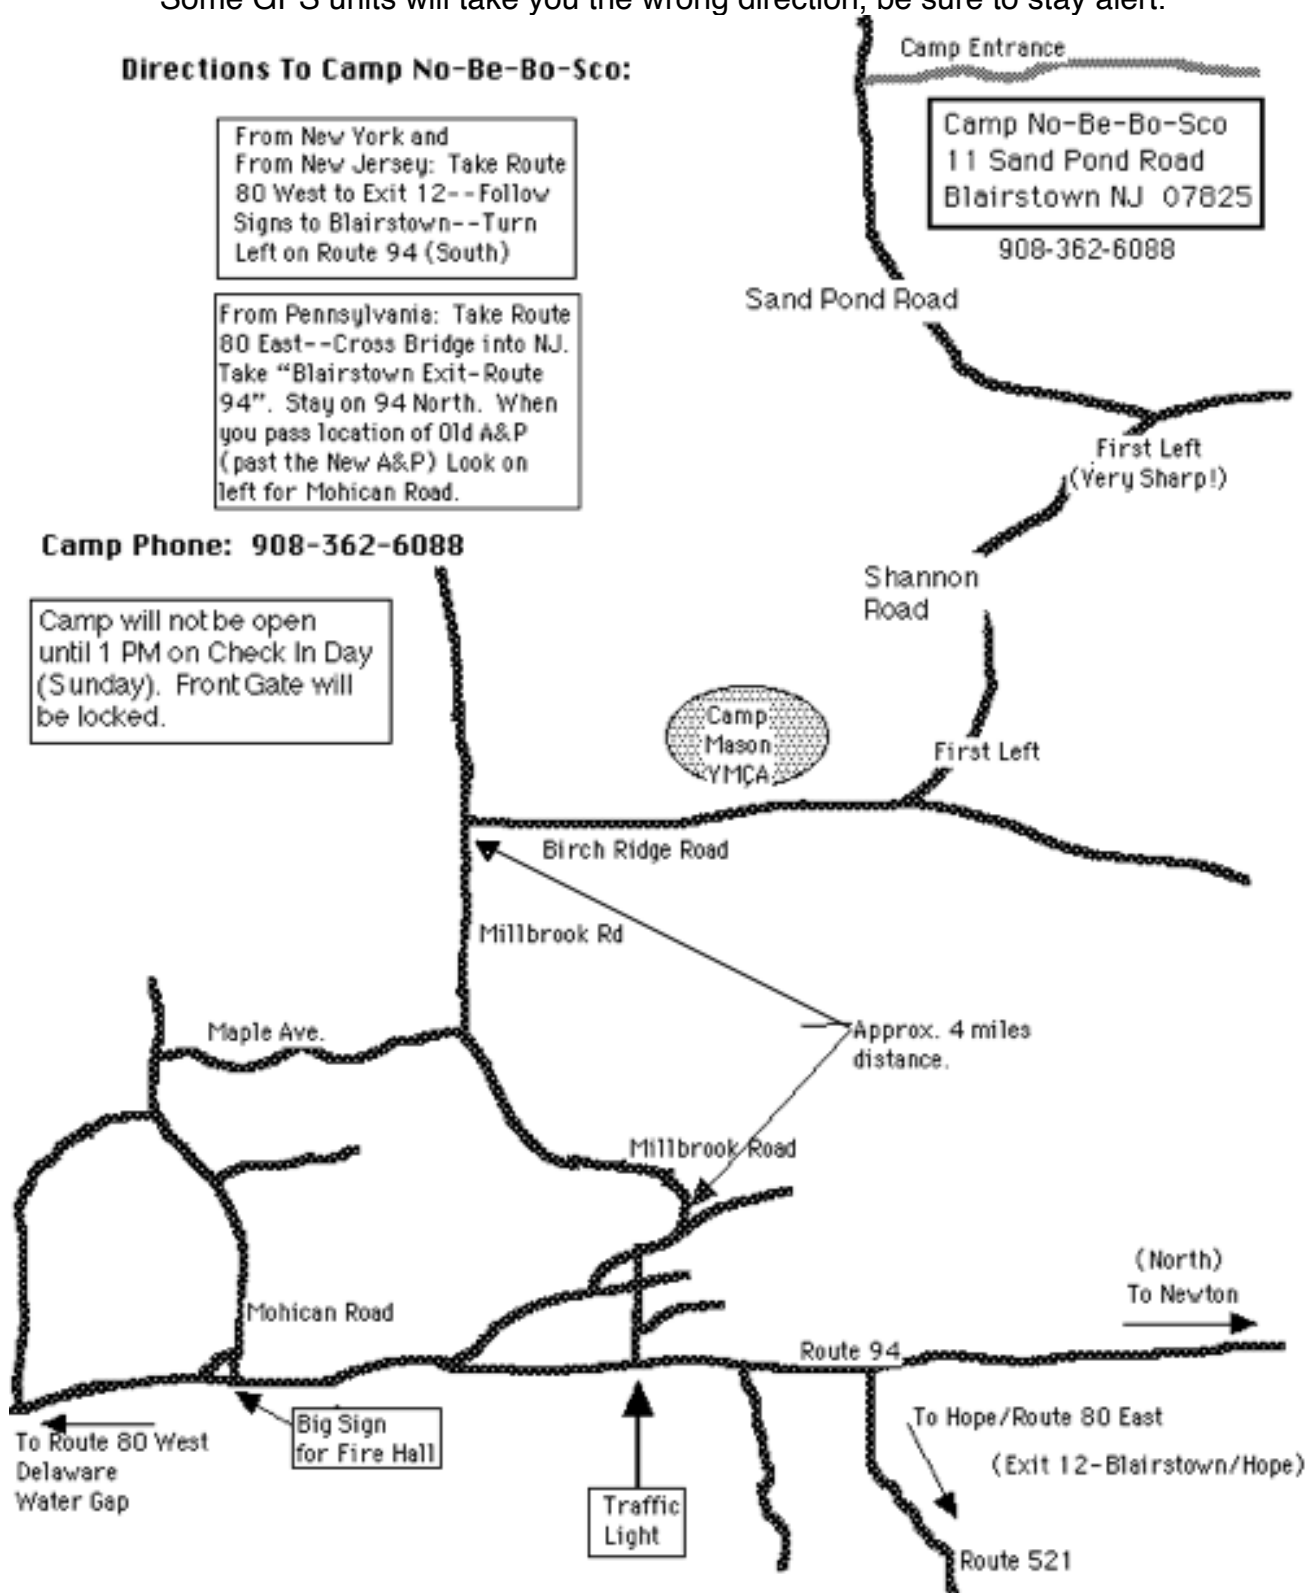 Some GPS units will take you the wrong direction, be sure to stay alert.
Camp Entrance
Directions To Camp No-Be-Bo-Sco:
Camp No-Be-Bo-Sco
11 Sand Pond Road
Blairstown NJ 07825
908-362-6088
From New York and
From New Jersey: Take Route
80 West to Exit 12--Follow
Signs to Blairstown--Turn
Left on Route 94 (South)
Sand Pond Road
From Pennsylvania: Take Route
80 East--Cross Bridge into NJ.
Take “Blairstown Exit-Route
94”. Stay on 94 North. When
you pass location of Old A&P
(past the New A&P) Look on
left for Mohican Road.
First Left
(Very Sharp!)
Camp Phone: 908-362-6088
Shannon
Road
Camp will not be open
until 1 PM on Check In Day
(Sunday). Front Gate will
be locked.
Camp
Mason
YMCA
First Left
Birch Ridge Road
Millbrook Rd
Maple Ave.
Approx. 4 miles
distance.
Millbrook Road
(North)
To Newton
Mohican Road
Route 94
Big Sign
for Fire Hall
To Route 80 West
Delaware
Water Gap
To Hope/Route 80 East
(Exit 12-Blairstown/Hope)
Traffic
Light
Route 521